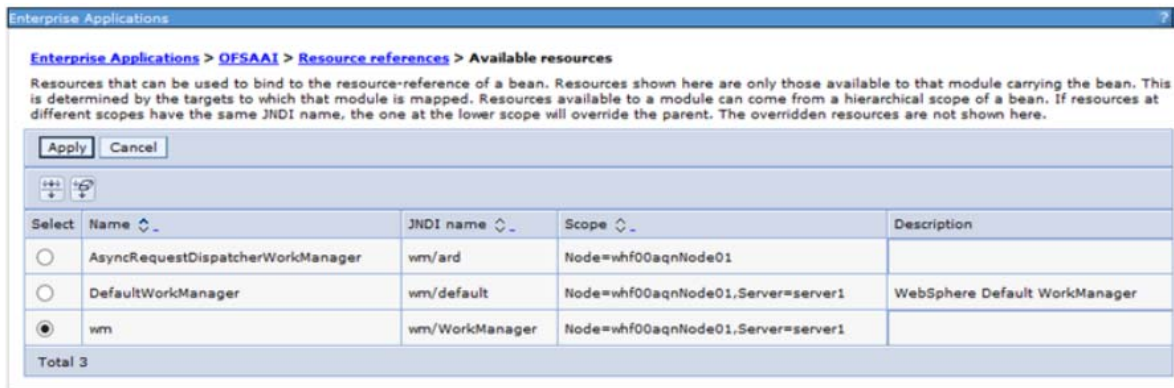 Enterprise Applications ?
Enterprise Applications > OFSAAI > Resource references > Available resources
Resources that can be used to bind to the resource-reference of a bean. Resources shown here are only those available to that module carrying the bean. This
is determined by the targets to which that module is mapped. Resources available to a module can come from a hierarchical scope of a bean. If resources at
different scopes have the same JNDI name, the one at the lower scope will override the parent. The overridden resources are not shown here.
Apply Cancel
Select Name JNDI name Scope Description
AsyncRequestDispatcherWorkManager wm/ard Node=whf00aqnNode01
DefaultWorkManager wm/default Node=whf00aqnNode01,Server=server1 WebSphere Default WorkManager
wm wm/WorkManager Node=whf00aqnNode01,Server=server1
Total 3